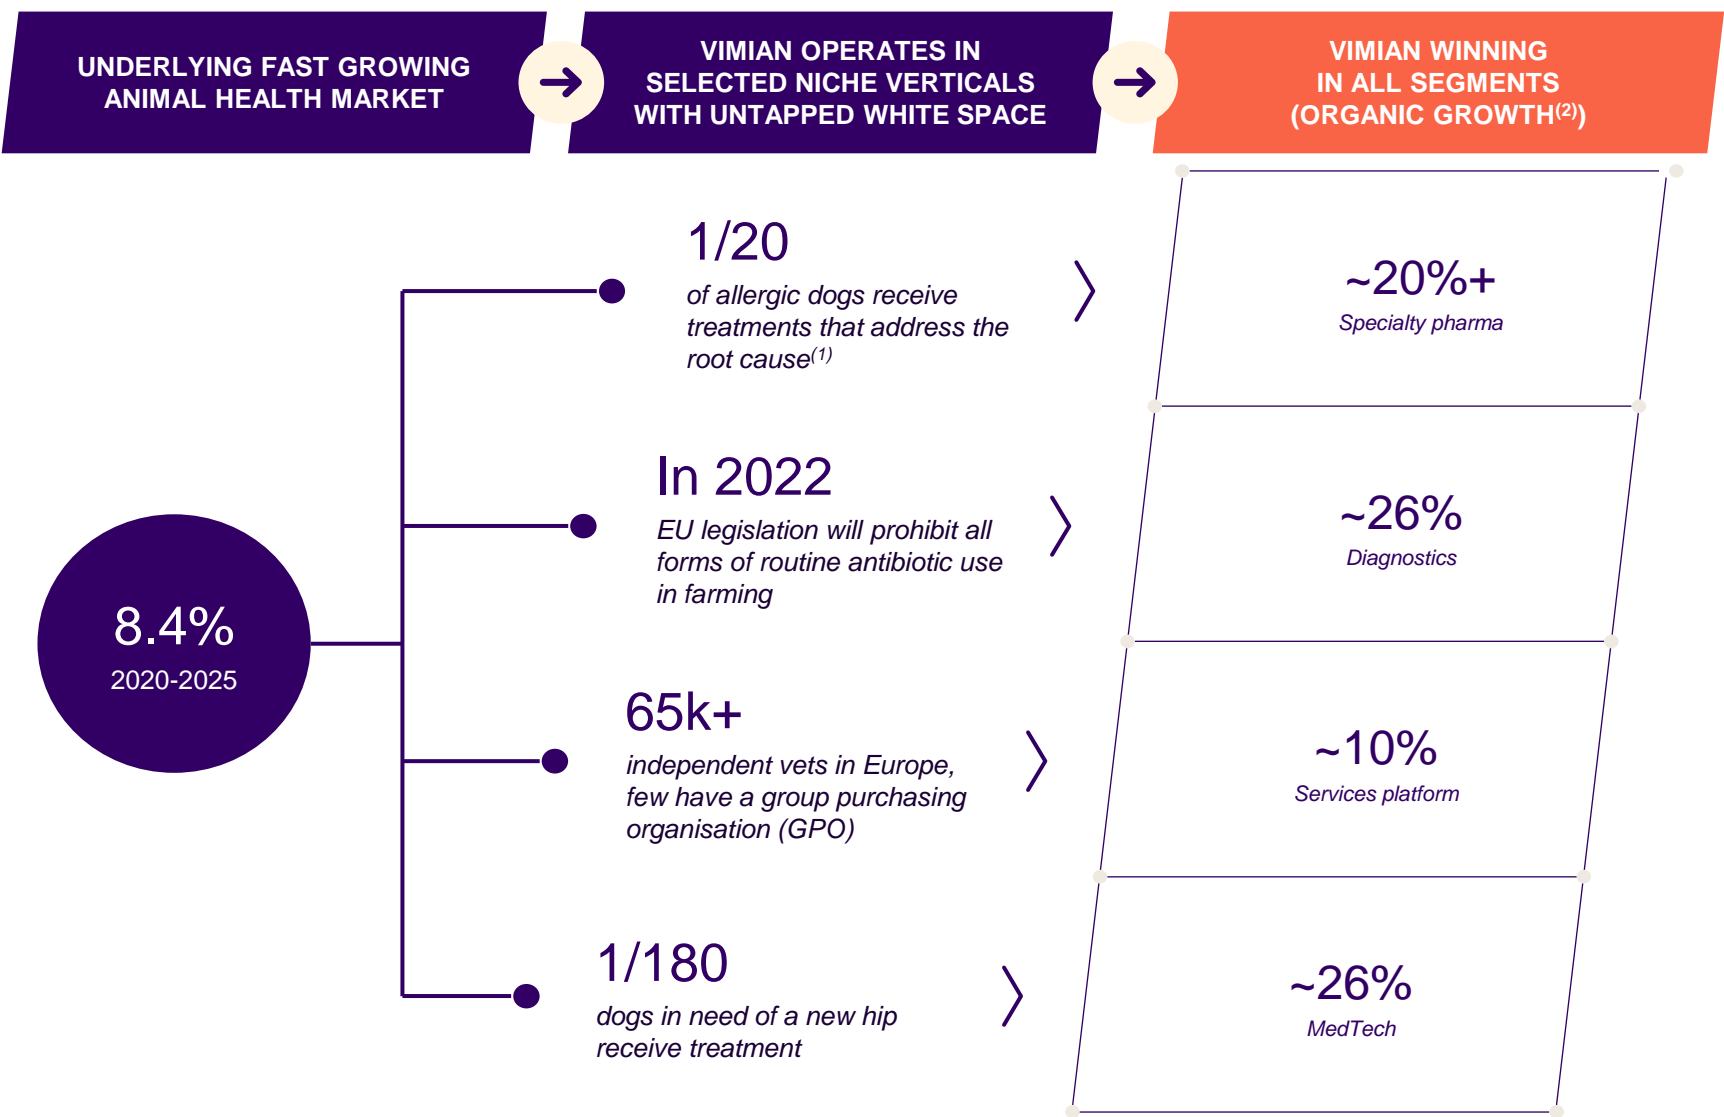 UNDERLYING FAST GROWING
ANIMAL HEALTH MARKET
VIMIAN OPERATES IN
SELECTED NICHE VERTICALS
WITH UNTAPPED WHITE SPACE
VIMIAN WINNING
IN ALL SEGMENTS
(ORGANIC GROWTH(2))
8.4%
2020-2025
1/20
of allergic dogs receive
treatments that address the
root cause(1)
~20%+
Specialty pharma
In 2022
EU legislation will prohibit all
forms of routine antibiotic use
in farming
~26%
Diagnostics
65k+
independent vets in Europe,
few have a group purchasing
organisation (GPO)
~10%
Services platform
1/180
dogs in need of a new hip
receive treatment
~26%
MedTech